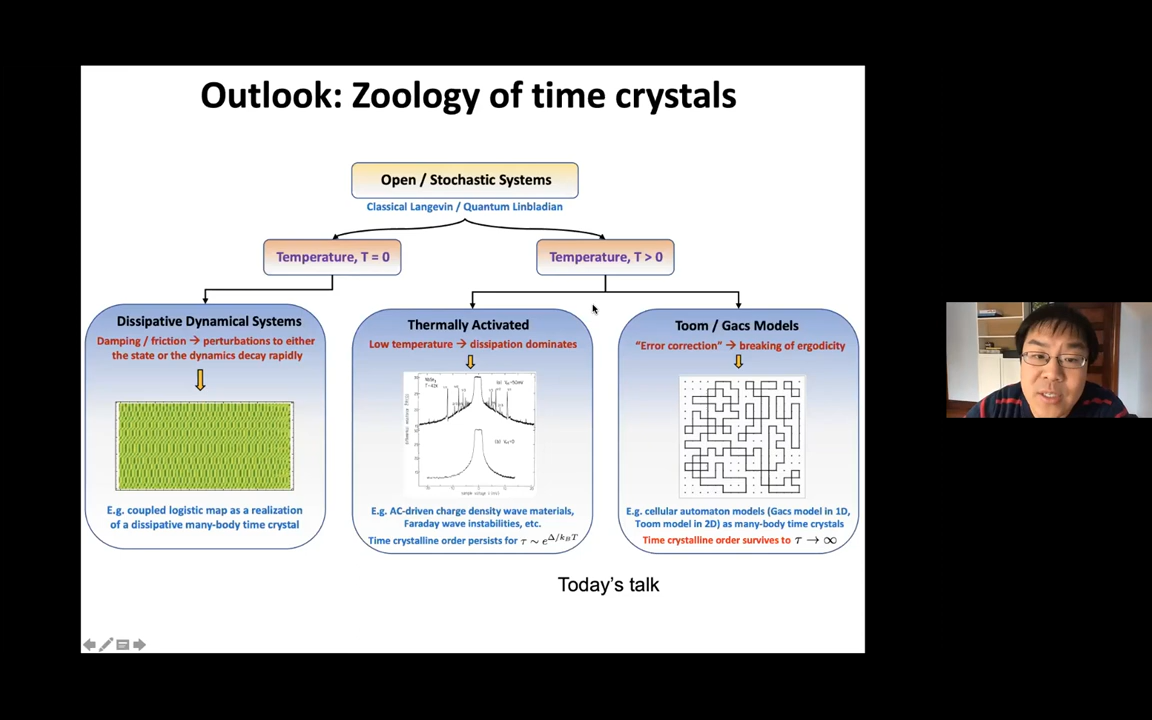 Outlook: Zoology of time crystals
Open / Stochastic Systems
Classical Langevin / Quantum Linbladian
Temperature, T = 0
Temperature, T > 0
Dissipative Dynamical Systems
Damping / friction → perturbations to either
the state or the dynamics decay rapidly
E.g. coupled logistic map as a realization
of a dissipative many-body time crystal
Thermally Activated
Low temperature → dissipation dominates
E.g. AC-driven charge density wave materials,
Faraday wave instabilities, etc.
Time crystalline order persists for τ ~ e^{Δ/k_BT}
Toom / Gacs Models
"Error correction" → breaking of ergodicity
E.g. cellular automaton models (Gacs model in 1D,
Toom model in 2D) as many-body time crystals
Time crystalline order survives to τ → ∞
Today's talk